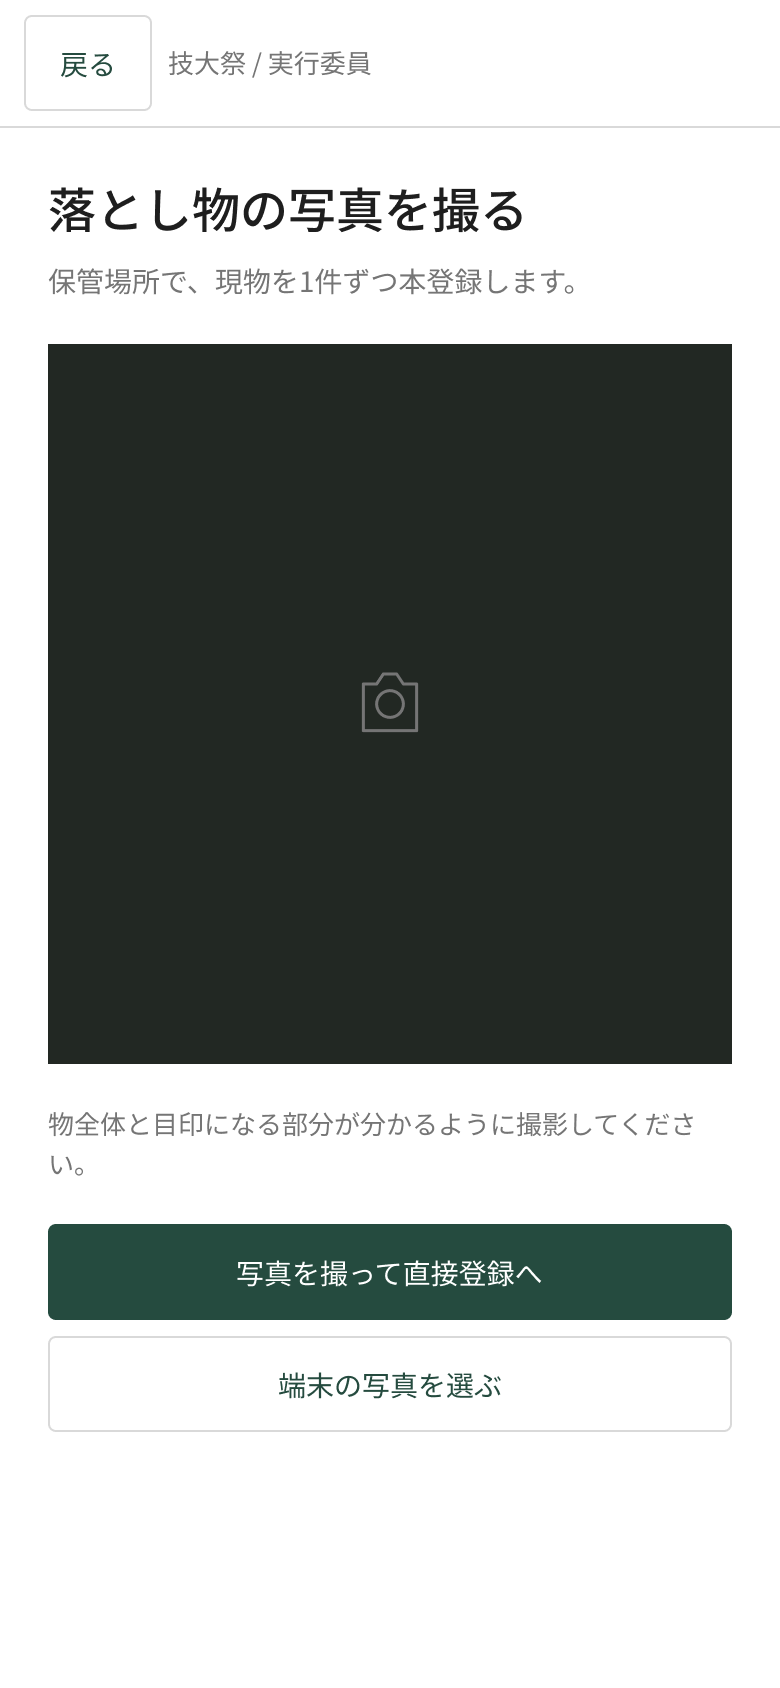 戻る
技大祭 / 実行委員
落とし物の写真を撮る
保管場所で、現物を1件ずつ本登録します。
物全体と目印になる部分が分かるように撮影してくださ
い。
写真を撮って直接登録へ
端末の写真を選ぶ